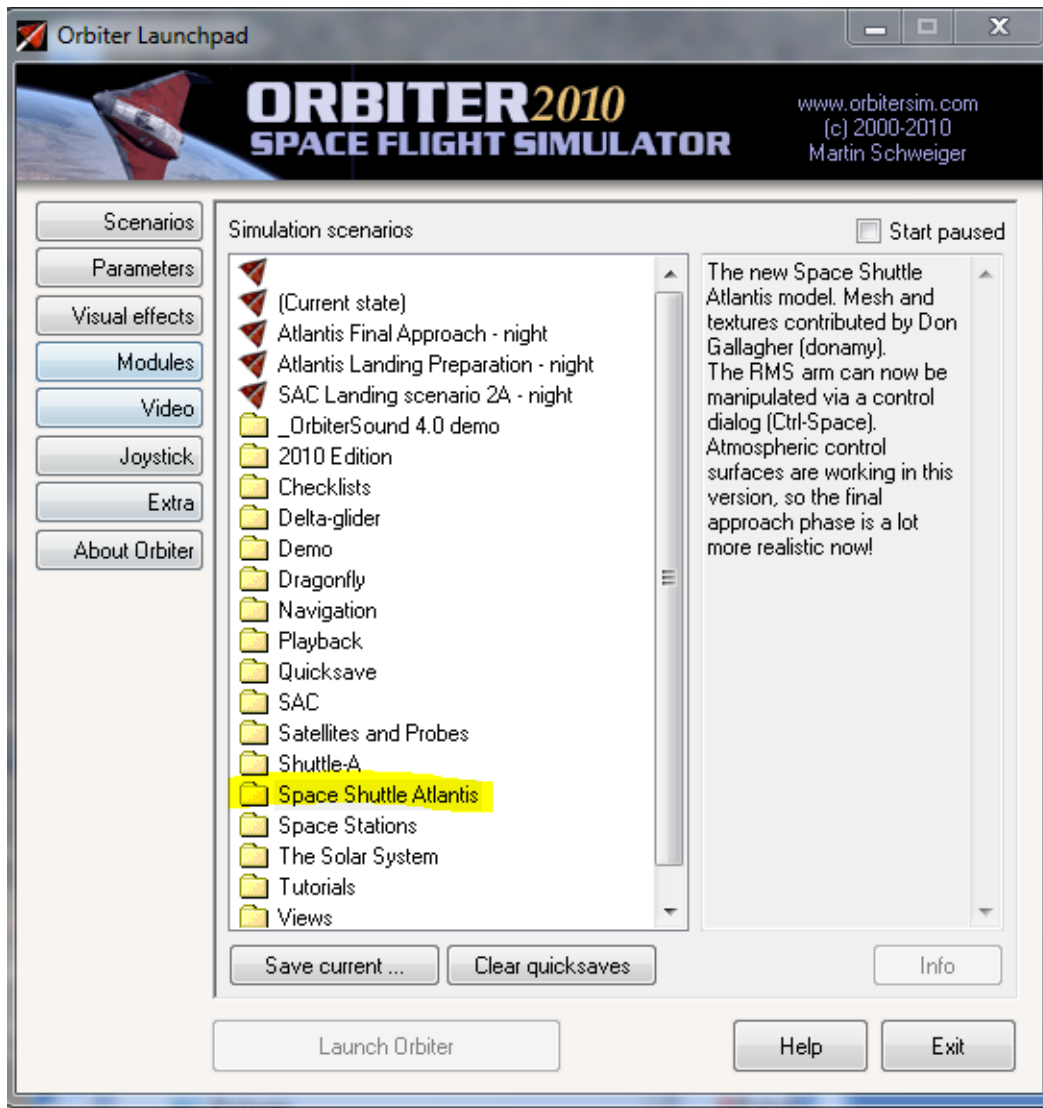 Orbiter Launchpad
ORBITER2010
SPACE FLIGHT SIMULATOR
www.orbitersim.com
(c) 2000-2010
Martin Schweiger
Scenarios
Parameters
Visual effects
Modules
Video
Joystick
Extra
About Orbiter
Simulation scenarios
Start paused
(Current state)
Atlantis Final Approach - night
Atlantis Landing Preparation - night
SAC Landing scenario 2A - night
_OrbiterSound 4.0 demo
2010 Edition
Checklists
Delta-glider
Demo
Dragonfly
Navigation
Playback
Quicksave
SAC
Satellites and Probes
Shuttle-A
Space Shuttle Atlantis
Space Stations
The Solar System
Tutorials
Views
The new Space Shuttle
Atlantis model. Mesh and
textures contributed by Don
Gallagher (donamy).
The RMS arm can now be
manipulated via a control
dialog (Ctrl-Space).
Atmospheric control
surfaces are working in this
version, so the final
approach phase is a lot
more realistic now!
Save current ...
Clear quicksaves
Info
Launch Orbiter
Help
Exit